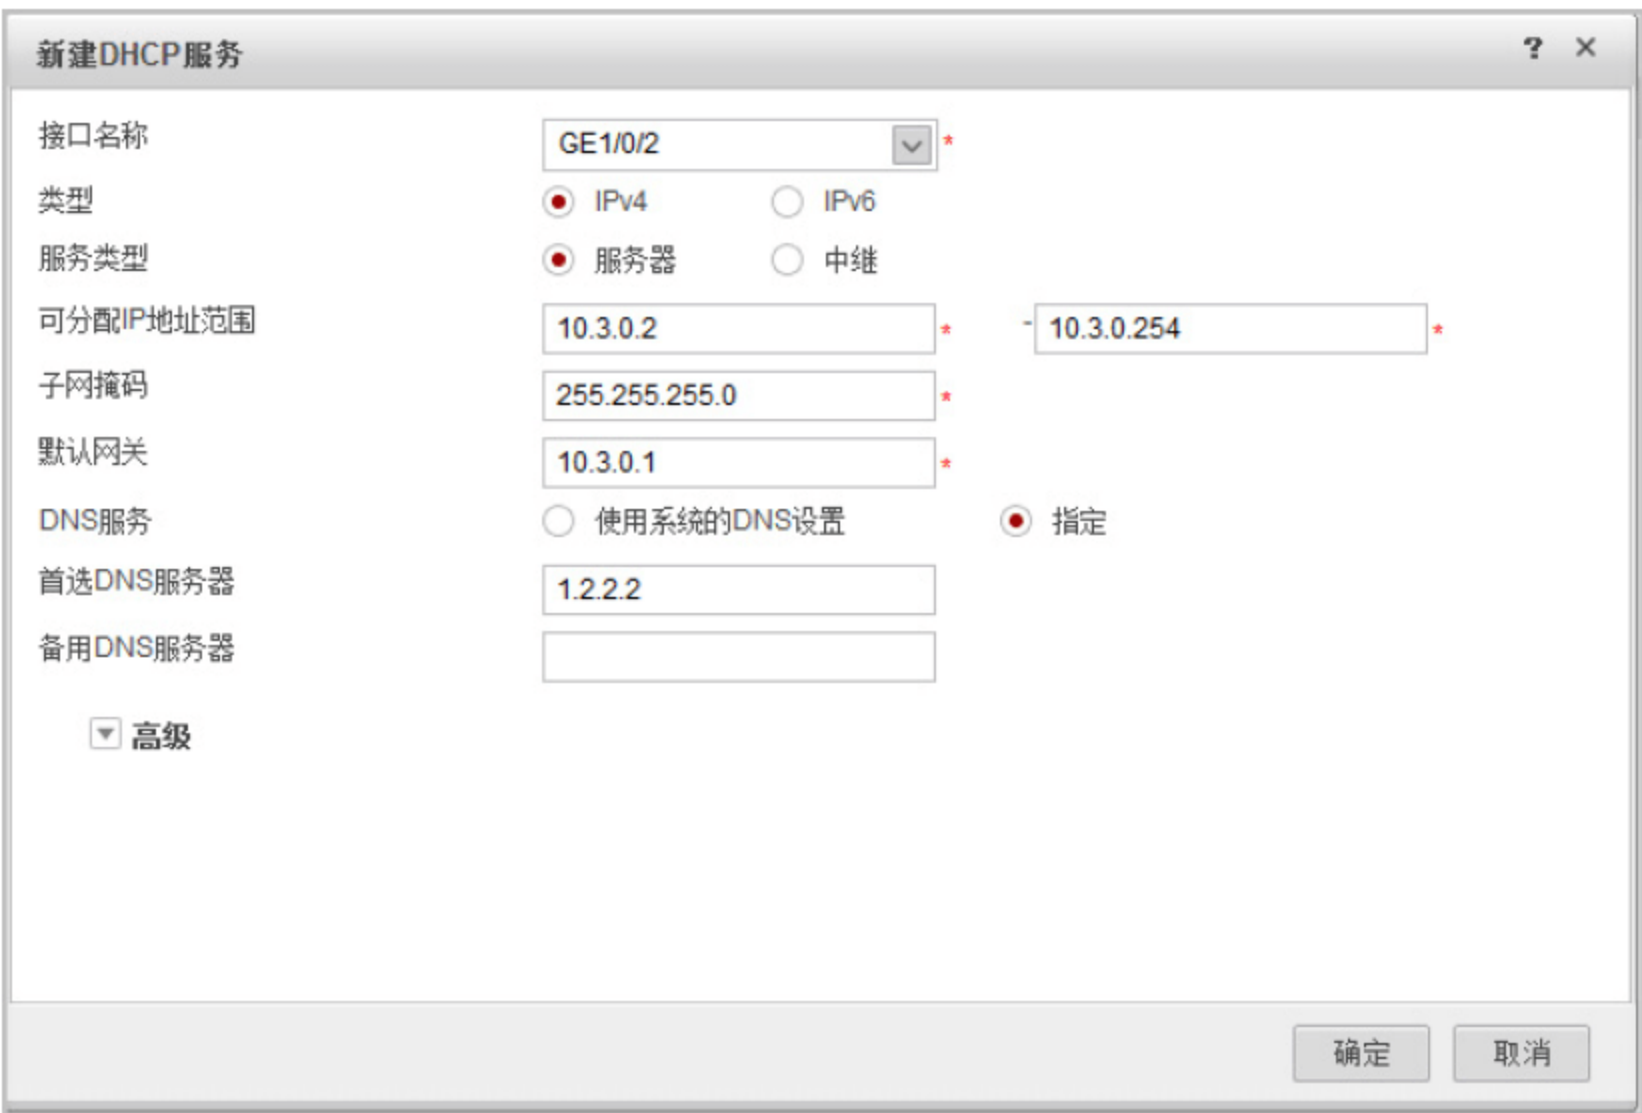 新建DHCP服务 ? ×
接口名称 GE1/0/2 *
类型 IPv4 IPv6
服务类型 服务器 中继
可分配IP地址范围 10.3.0.2 * - 10.3.0.254 *
子网掩码 255.255.255.0 *
默认网关 10.3.0.1 *
DNS服务 使用系统的DNS设置 指定
首选DNS服务器 1.2.2.2
备用DNS服务器
高级
确定 取消